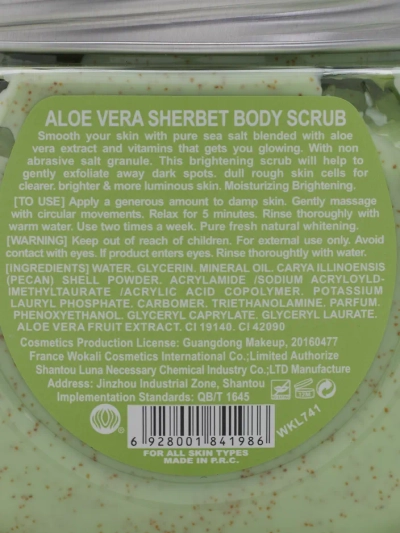 ALOE VERA SHERBET BODY SCRUB
Smooth your skin with pure sea salt blended with aloe
vera extract and vitamins that gets you glowing. With non
abrasive salt granule. This brightening scrub will help to
gently exfoliate away dark spots. dull rough skin cells for
clearer. brighter & more luminous skin. Moisturizing Brightening.
[TO USE] Apply a generous amount to damp skin. Gently massage
with circular movements. Relax for 5 minutes. Rinse thoroughly with
warm water. Use two times a week. Pure fresh natural whitening.
[WARNING] Keep out of reach of children. For external use only. Avoid
contact with eyes. If product enters eyes. Rinse thoroughly with water.
[INGREDIENTS] WATER. GLYCERIN. MINERAL OIL. CARYA ILLINOENSIS
(PECAN) SHELL POWDER. ACRYLAMIDE /SODIUM ACRYLOYLD-
IMETHYLTAURATE /ACRYLIC ACID COPOLYMER. POTASSIUM
LAURYL PHOSPHATE. CARBOMER. TRIETHANOLAMINE. PARFUM.
PHENOXYETHANOL. GLYCERYL CAPRYLATE. GLYCERYL LAURATE.
ALOE VERA FRUIT EXTRACT. CI 19140. CI 42090
Cosmetics Production License: Guangdong Makeup, 20160477
France Wokali Cosmetics International Co.;Limited Authorize
Shantou Luna Necessary Chemical Industry Co.;LTD Manufacture
Address: Jinzhou Industrial Zone, Shantou
Implementation Standards: QB/T 1645
6 928001 841986
WKL741
FOR ALL SKIN TYPES
MADE IN P.R.C.